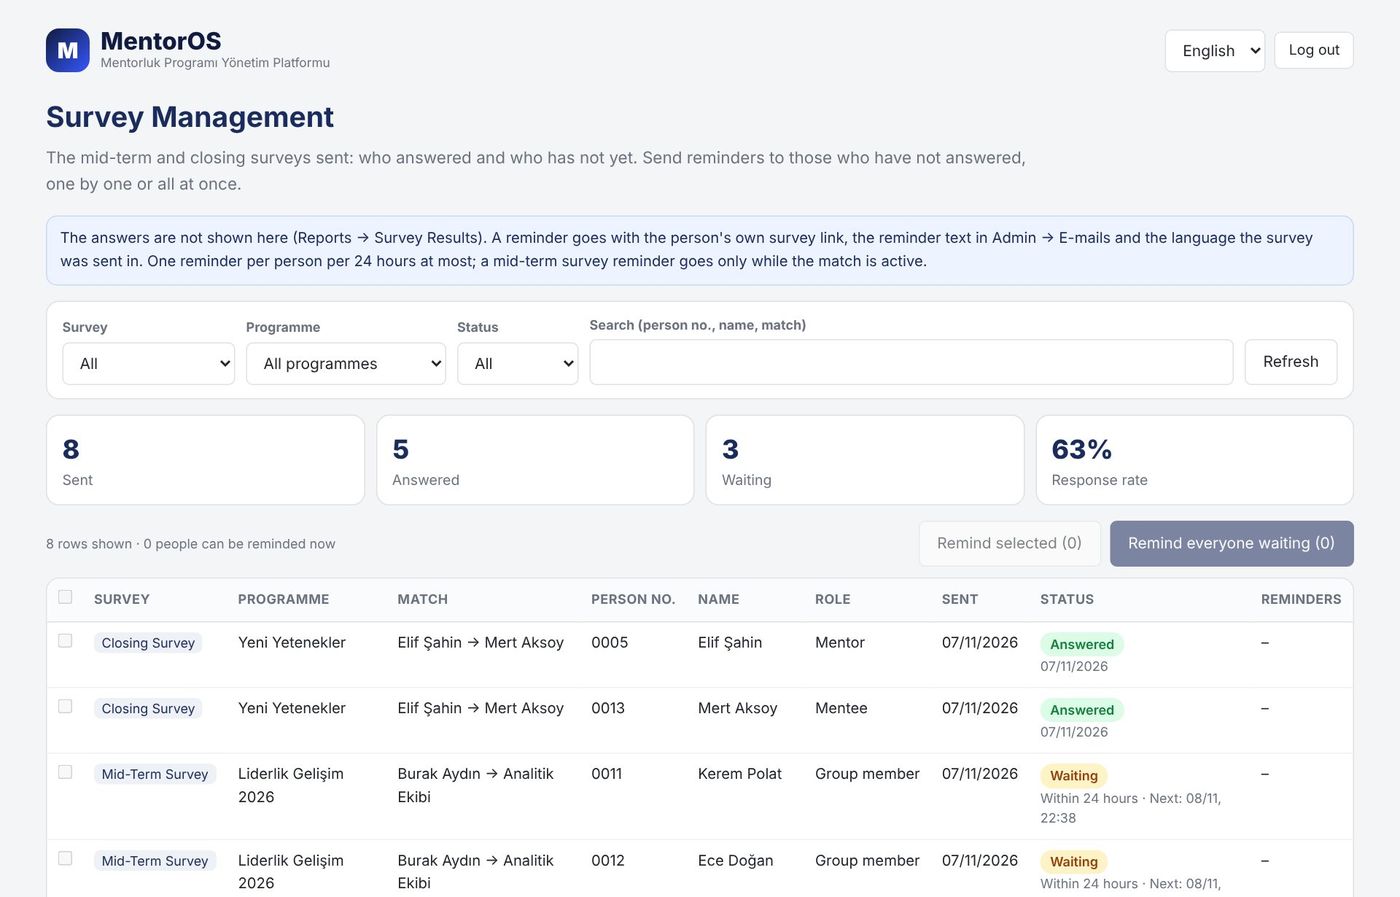 M
MentorOS
Mentorluk Programı Yönetim Platformu
English
Log out
Survey Management
The mid-term and closing surveys sent: who answered and who has not yet. Send reminders to those who have not answered,
one by one or all at once.
The answers are not shown here (Reports → Survey Results). A reminder goes with the person's own survey link, the reminder text in Admin → E-mails and the language the survey
was sent in. One reminder per person per 24 hours at most; a mid-term survey reminder goes only while the match is active.
Survey Programme Status Search (person no., name, match)
All All programmes All Refresh
8 5 3 63%
Sent Answered Waiting Response rate
8 rows shown · 0 people can be reminded now Remind selected (0) Remind everyone waiting (0)
SURVEY PROGRAMME MATCH PERSON NO. NAME ROLE SENT STATUS REMINDERS
Closing Survey Yeni Yetenekler Elif Şahin → Mert Aksoy 0005 Elif Şahin Mentor 07/11/2026 Answered –
07/11/2026
Closing Survey Yeni Yetenekler Elif Şahin → Mert Aksoy 0013 Mert Aksoy Mentee 07/11/2026 Answered –
07/11/2026
Mid-Term Survey Liderlik Gelişim Burak Aydın → Analitik 0011 Kerem Polat Group member 07/11/2026 Waiting –
2026 Ekibi Within 24 hours · Next: 08/11,
22:38
Mid-Term Survey Liderlik Gelişim Burak Aydın → Analitik 0012 Ece Doğan Group member 07/11/2026 Waiting –
2026 Ekibi Within 24 hours · Next: 08/11,